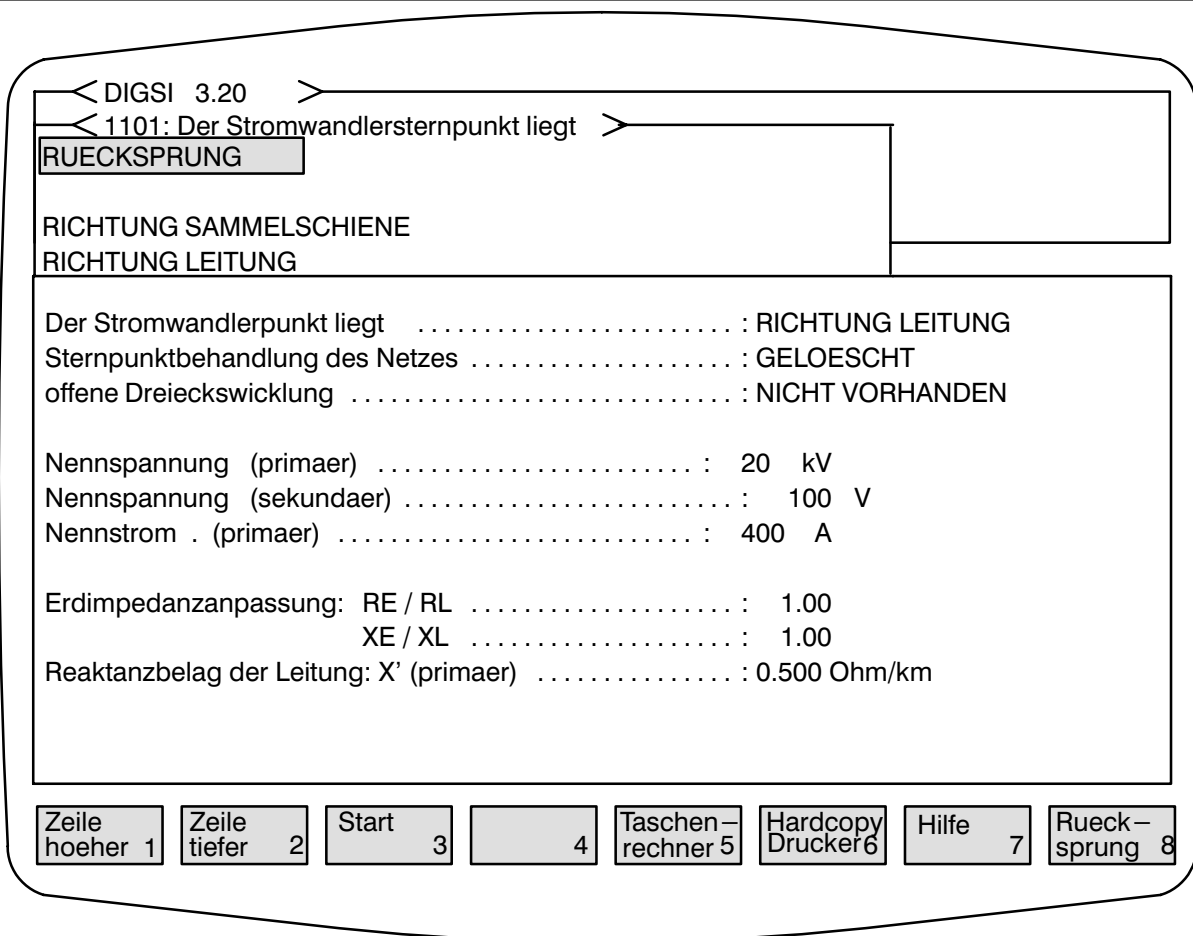 DIGSI 3.20
1101: Der Stromwandlersternpunkt liegt
RUECKSPRUNG
RICHTUNG SAMMELSCHIENE
RICHTUNG LEITUNG
Der Stromwandlerpunkt liegt ........................ : RICHTUNG LEITUNG
Sternpunktbehandlung des Netzes .................... : GELOESCHT
offene Dreieckswicklung ............................. : NICHT VORHANDEN
Nennspannung (primaer) ........................ : 20 kV
Nennspannung (sekundaer) ......................... : 100 V
Nennstrom . (primaer) ........................... : 400 A
Erdimpedanzanpassung: RE / RL .................... : 1.00
XE / XL .................... : 1.00
Reaktanzbelag der Leitung: X' (primaer) ............... : 0.500 Ohm/km
Zeile hoeher 1
Zeile tiefer 2
Start 3
4
Taschen–
rechner 5
Hardcopy
Drucker6
Hilfe 7
Rueck–
sprung 8